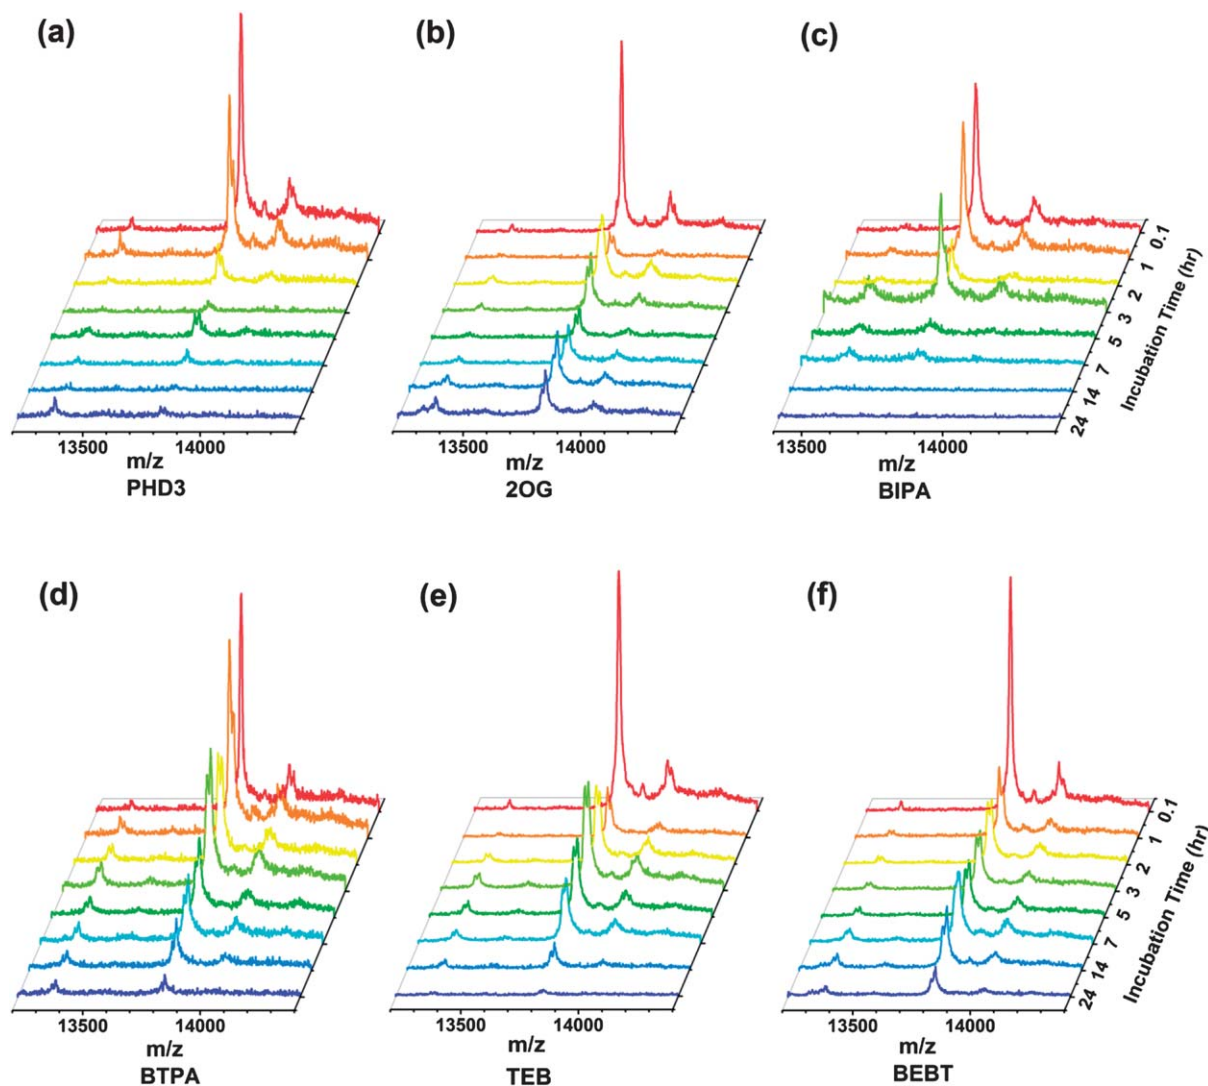 (a)
(b)
(c)
0.1
1
2
3
5
7
14
24
Incubation Time (hr)
13500 14000
m/z
PHD3
13500 14000
m/z
2OG
13500 14000
m/z
BIPA
(d)
(e)
(f)
0.1
1
2
3
5
7
14
24
Incubation Time (hr)
13500 14000
m/z
BTPA
13500 14000
m/z
TEB
13500 14000
m/z
BEBT